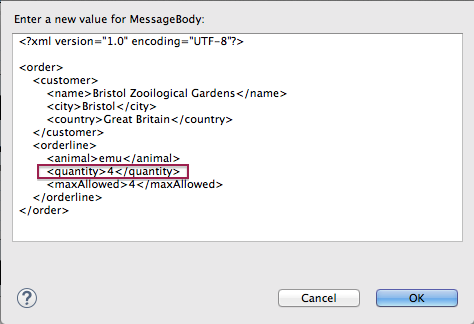 Enter a new value for MessageBody:
<?xml version="1.0" encoding="UTF-8"?>
<order>
<customer>
<name>Bristol Zooilogical Gardens</name>
<city>Bristol</city>
<country>Great Britain</country>
</customer>
<orderline>
<animal>emu</animal>
<quantity>4</quantity>
<maxAllowed>4</maxAllowed>
</orderline>
</order>
?
Cancel
OK